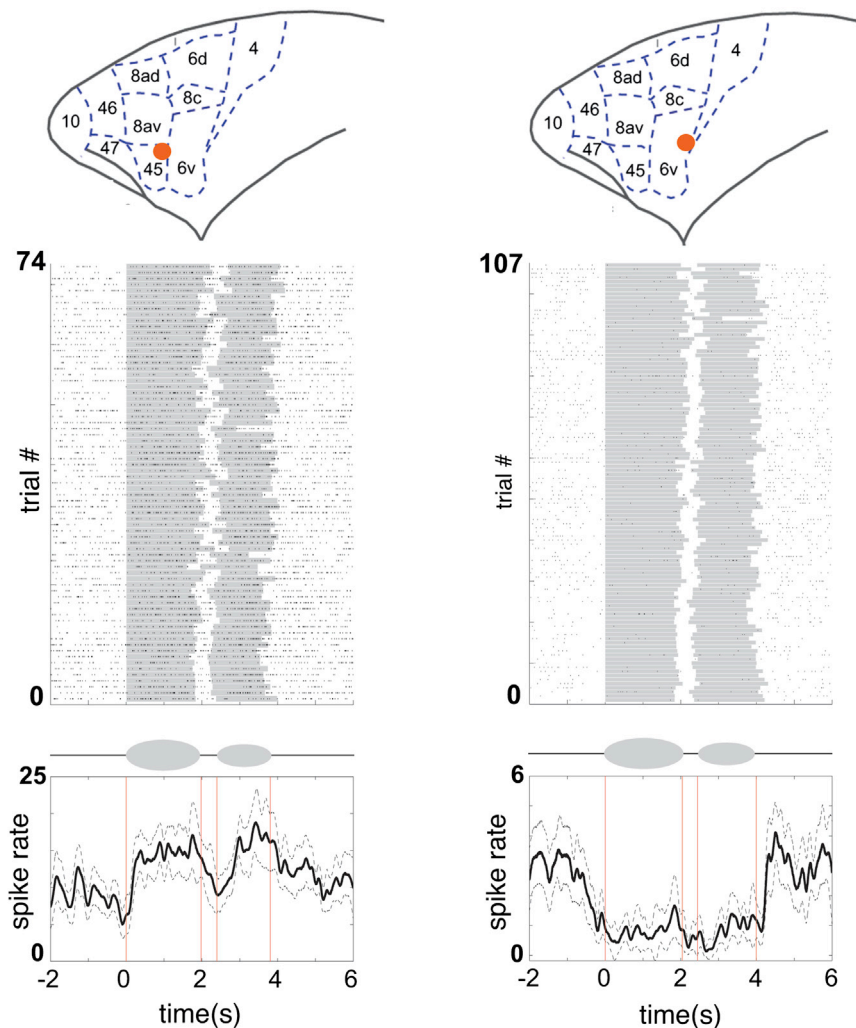 6d
4
8ad
8c
46
10
8av
47
45
6v
6d
4
8ad
8c
46
10
8av
47
45
6v
74
trial #
0
107
trial #
0
25
spike rate
0
-2 0 2 4 6
time(s)
6
spike rate
0
-2 0 2 4 6
time(s)